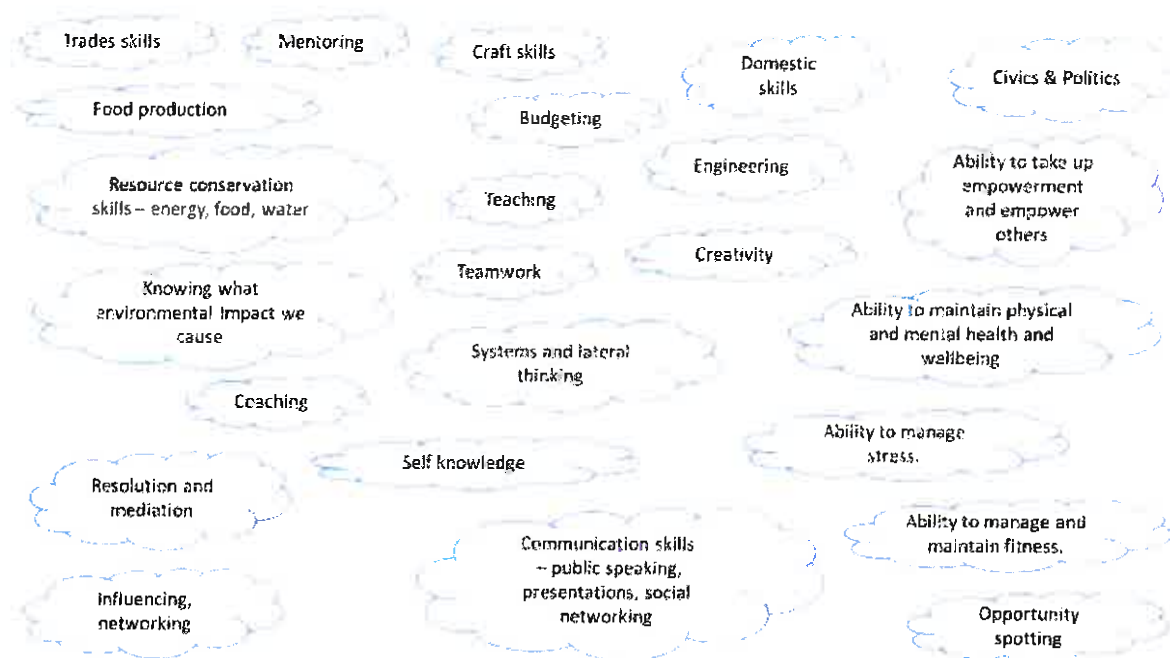 Trades skills
Mentoring
Craft skills
Domestic
skills
Civics & Politics
Food production
Budgeting
Engineering
Ability to take up
empowerment
and empower
others
Resource conservation
skills – energy, food, water
Teaching
Creativity
Teamwork
Knowing what
environmental impact we
cause
Ability to maintain physical
and mental health and
wellbeing
Systems and lateral
thinking
Coaching
Ability to manage
stress.
Self knowledge
Resolution and
mediation
Ability to manage and
maintain fitness.
Communication skills
– public speaking,
presentations, social
networking
Influencing,
networking
Opportunity
spotting